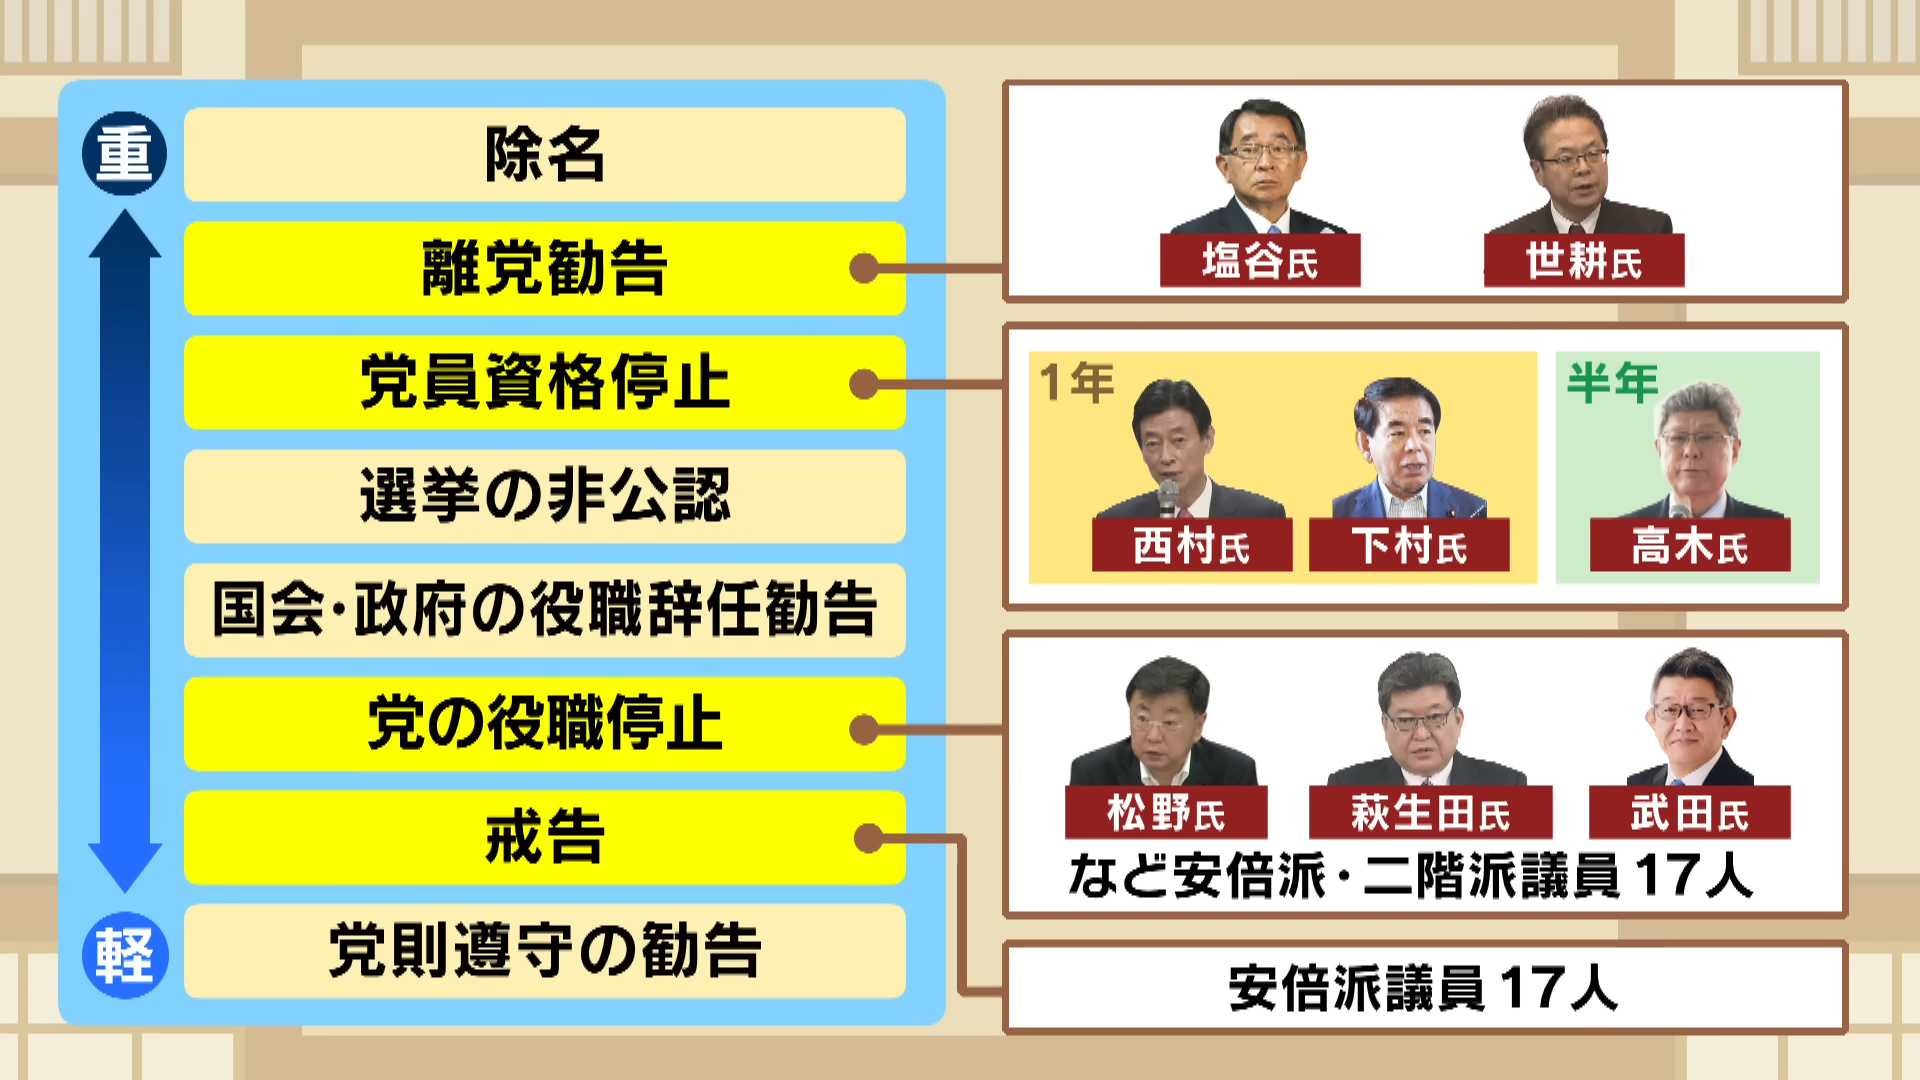 重
除名
離党勧告
党員資格停止
選挙の非公認
国会・政府の役職辞任勧告
党の役職停止
戒告
党則遵守の勧告
軽
塩谷氏
世耕氏
1年
西村氏
下村氏
半年
高木氏
松野氏
萩生田氏
武田氏
など安倍派・二階派議員17人
安倍派議員17人